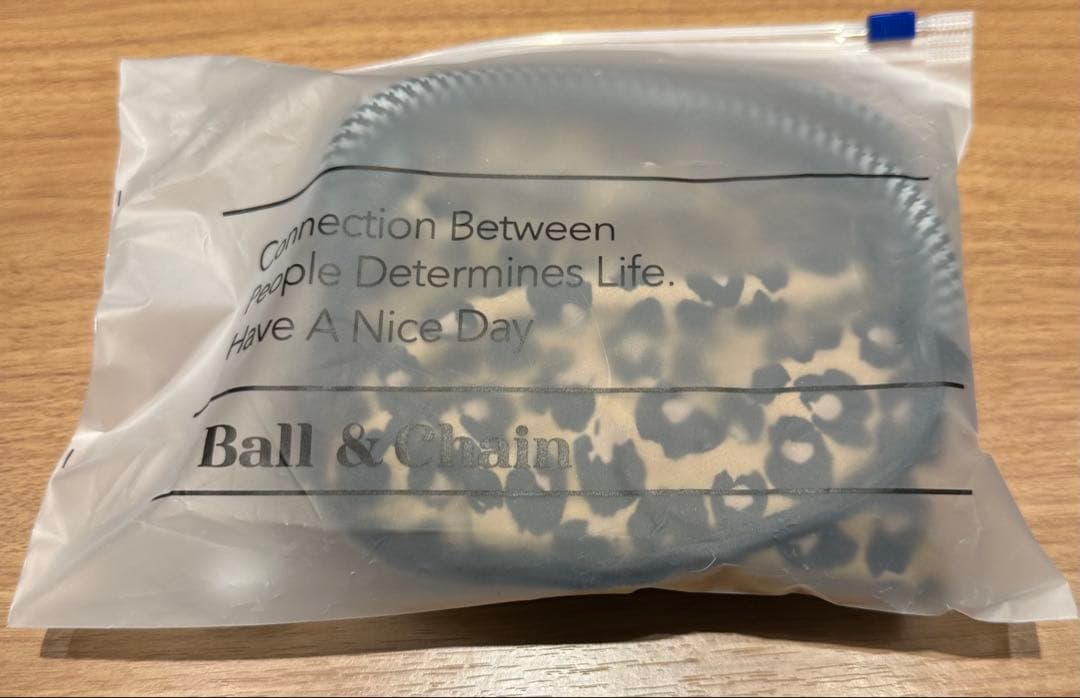 Connection Between
People Determines Life.
Have A Nice Day
Ball & Chain